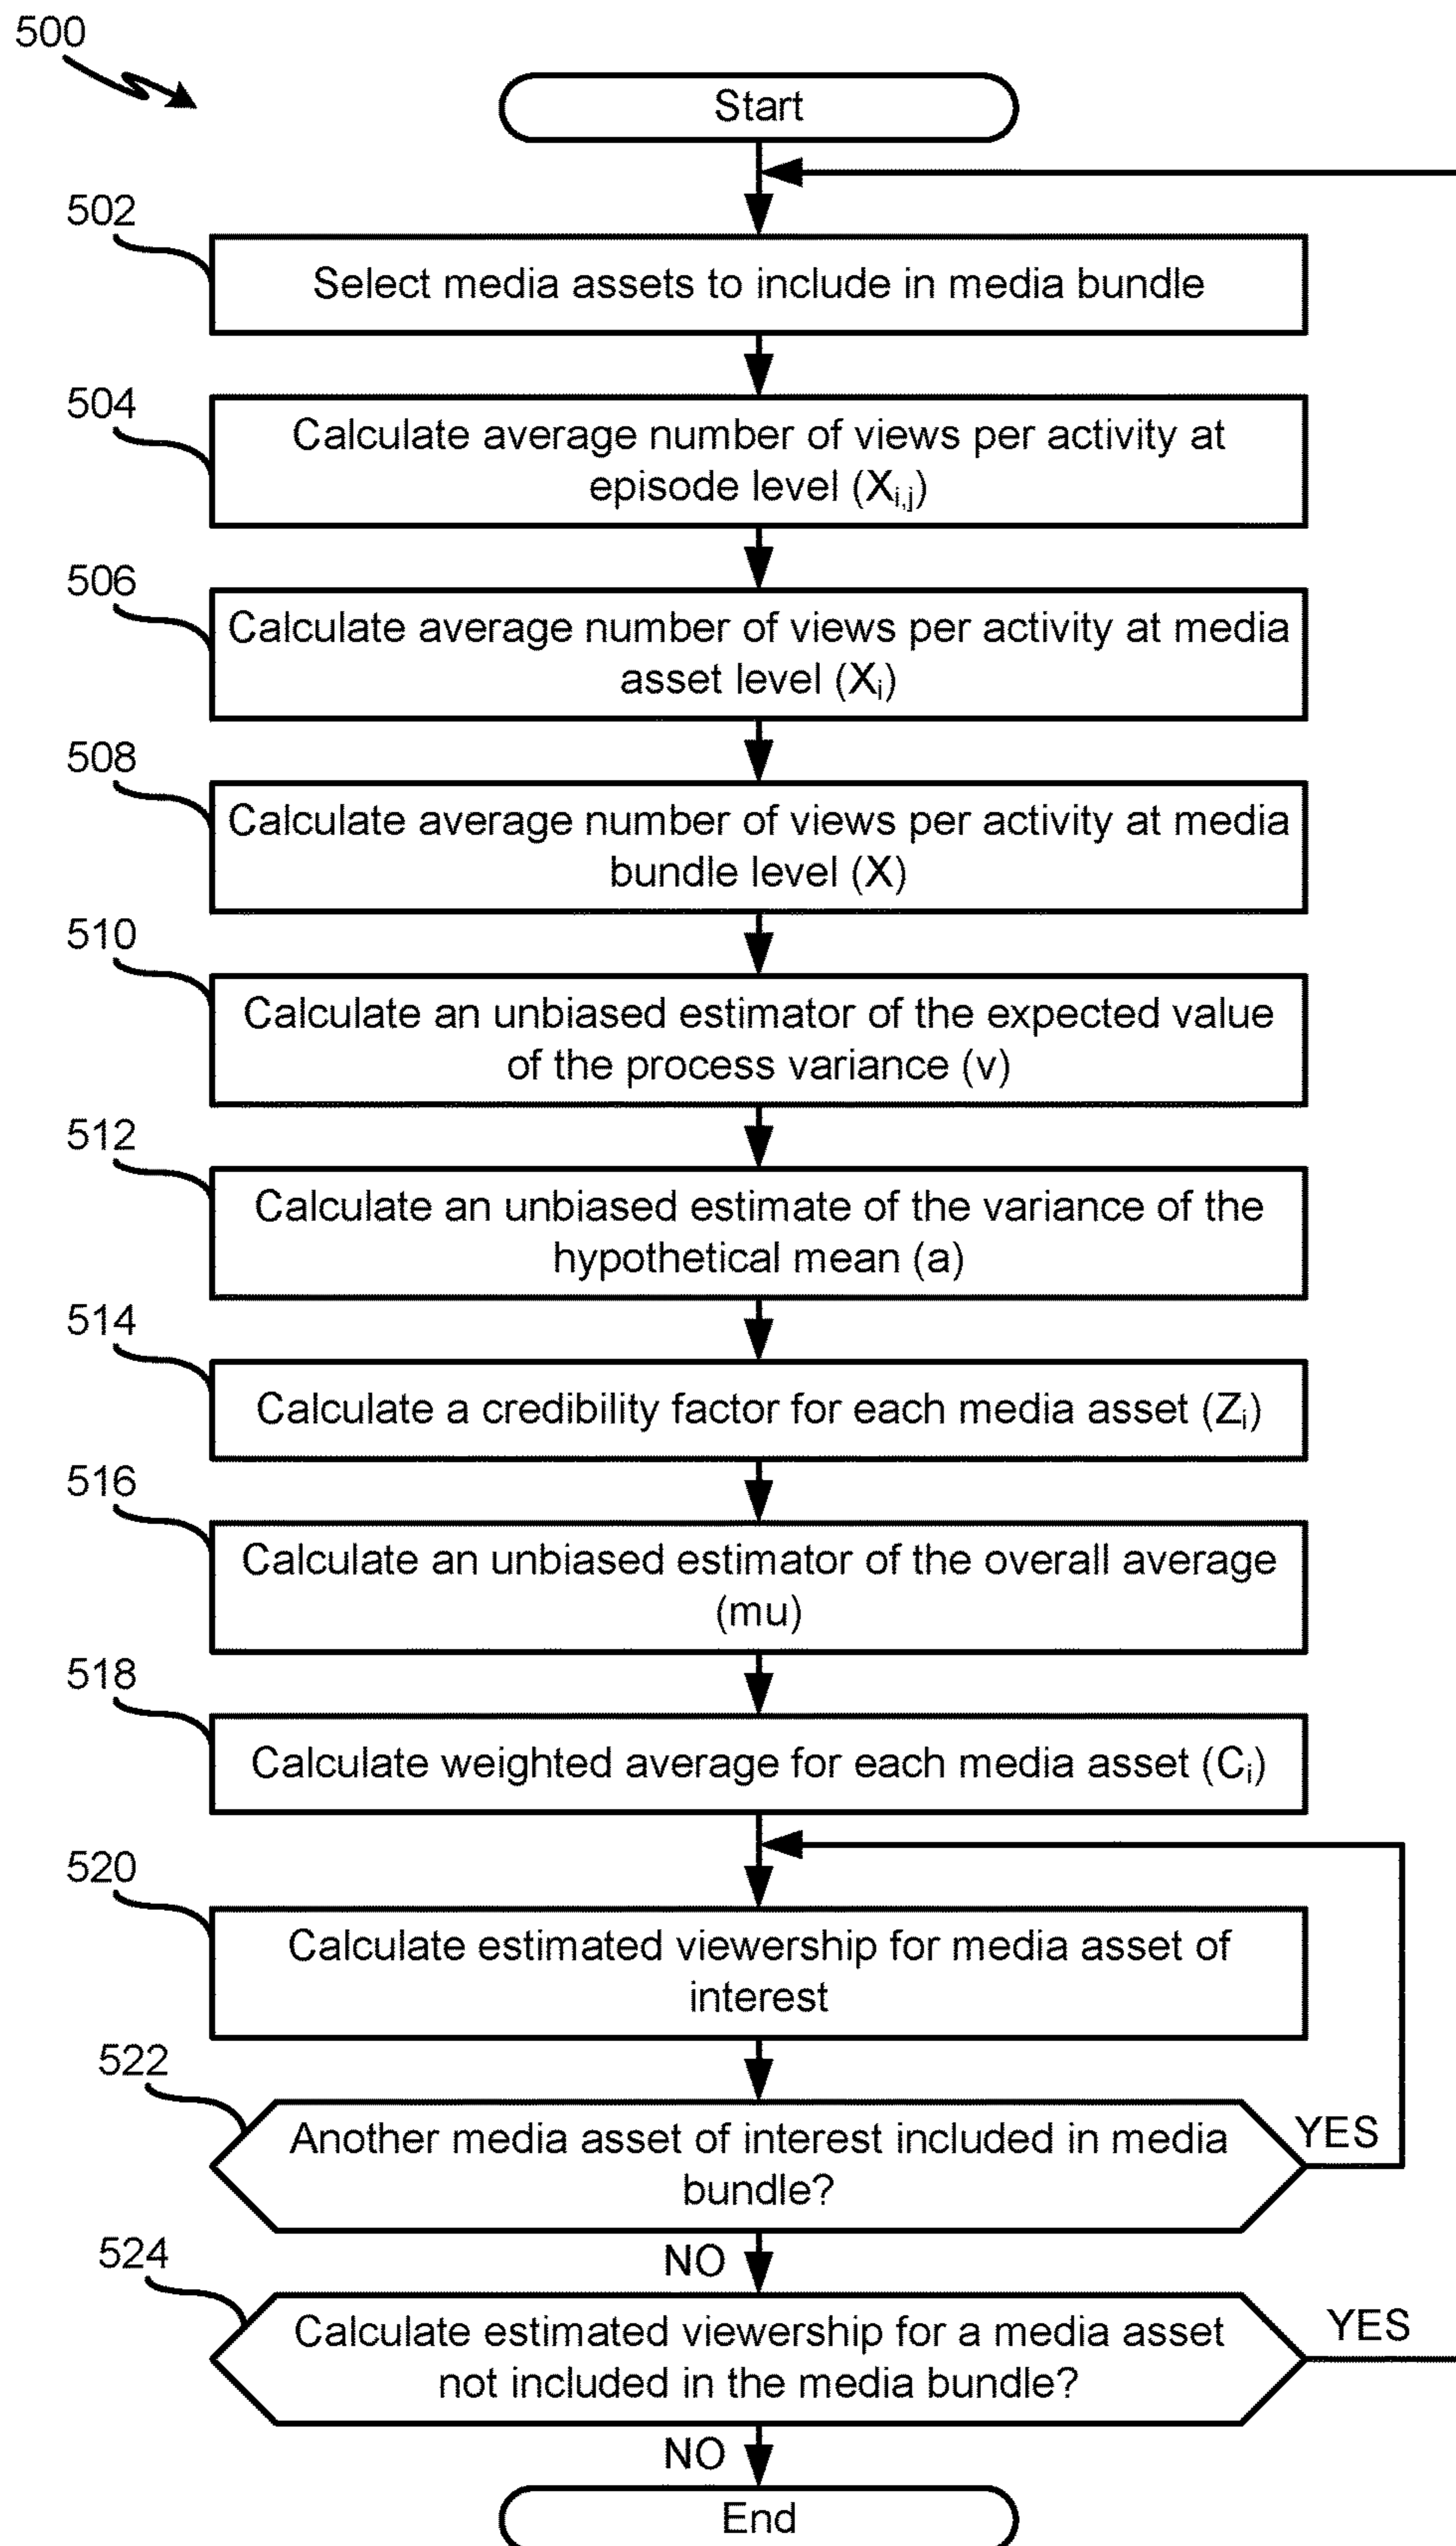 500
Start
502
Select media assets to include in media bundle
504
Calculate average number of views per activity at
episode level (Xi,j)
506
Calculate average number of views per activity at media
asset level (Xi)
508
Calculate average number of views per activity at media
bundle level (X)
510
Calculate an unbiased estimator of the expected value
of the process variance (v)
512
Calculate an unbiased estimate of the variance of the
hypothetical mean (a)
514
Calculate a credibility factor for each media asset (Zi)
516
Calculate an unbiased estimator of the overall average
(mu)
518
Calculate weighted average for each media asset (Ci)
520
Calculate estimated viewership for media asset of
interest
522
Another media asset of interest included in media
bundle?
YES
NO
524
Calculate estimated viewership for a media asset
not included in the media bundle?
YES
NO
End